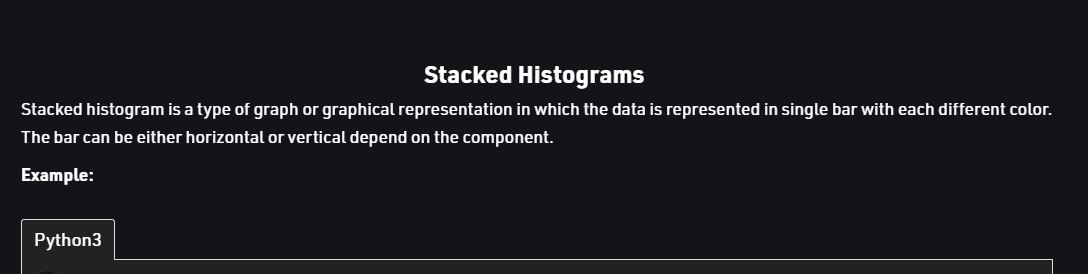 Stacked Histograms
Stacked histogram is a type of graph or graphical representation in which the data is represented in single bar with each different color.
The bar can be either horizontal or vertical depend on the component.
Example:
Python3